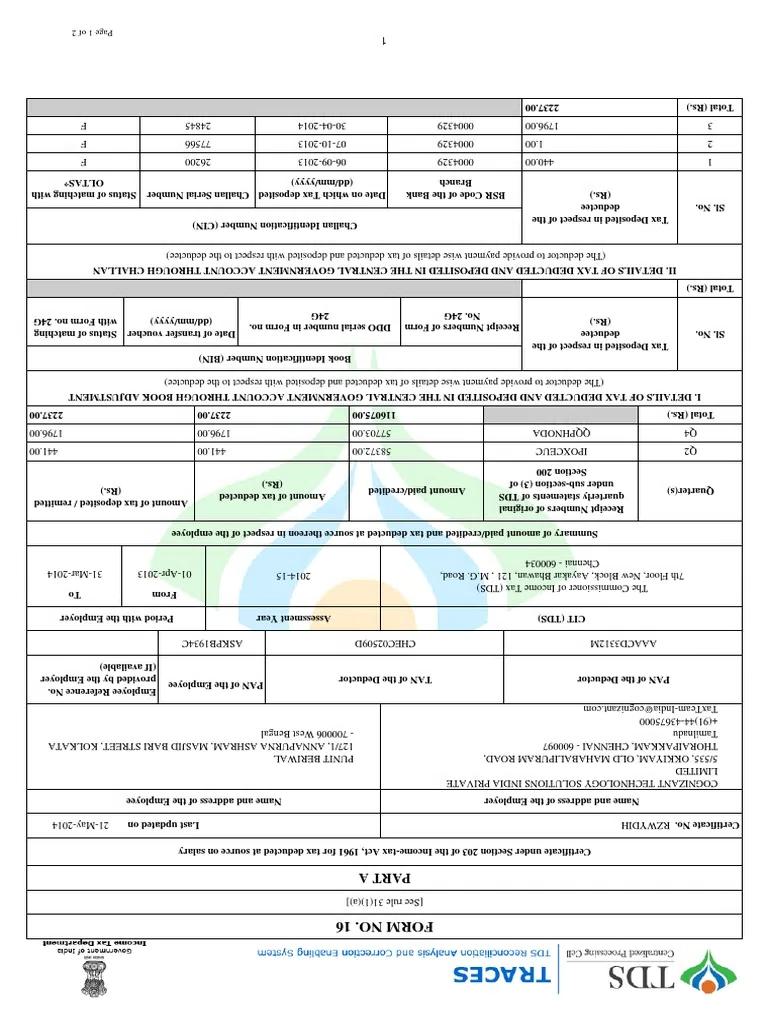 TDS
Centralized Processing Cell
TRACES
TDS Reconciliation Analysis and Correction Enabling System
Government of India
Income Tax Department
FORM NO. 16
[See rule 31(1)(a)]
PART A
Certificate under Section 203 of the Income-tax Act, 1961 for tax deducted at source on salary
Certificate No. RZWYDIH
Last updated on 21-May-2014
Name and address of the Employer
Name and address of the Employee
COGNIZANT TECHNOLOGY SOLUTIONS INDIA PRIVATE
LIMITED
5/535, OKKIYAM, OLD MAHABALIPURAM ROAD,
THORAIPAKKAM, CHENNAI - 600097
Tamilnadu
+(91)44-43675000
TaxTeam-India@cognizant.com
PUNIT BERIWAL
127/1, ANNAPURNA ASHRAM, MASJID BARI STREET, KOLKATA
- 700006 West Bengal
PAN of the Deductor
TAN of the Deductor
PAN of the Employee
Employee Reference No.
provided by the Employer
(If available)
AAACD3312M
CHEC02509D
ASKPB1934C
CIT (TDS)
Assessment Year
Period with the Employer
The Commissioner of Income Tax (TDS)
7th Floor, New Block, Aayakar Bhawan, 121 , M.G. Road,
Chennai - 600034
2014-15
From
To
01-Apr-2013
31-Mar-2014
Summary of amount paid/credited and tax deducted at source thereon in respect of the employee
Quarter(s)
Receipt Numbers of original
quarterly statements of TDS
under sub-section (3) of
Section 200
Amount paid/credited
Amount of tax deducted
(Rs.)
Amount of tax deposited / remitted
(Rs.)
Q2 IPOXCEUC 58372.00 441.00 441.00
Q4 QQPHNODA 57703.00 1796.00 1796.00
Total (Rs.) 116075.00 2237.00 2237.00
I. DETAILS OF TAX DEDUCTED AND DEPOSITED IN THE CENTRAL GOVERNMENT ACCOUNT THROUGH BOOK ADJUSTMENT
(The deductor to provide payment wise details of tax deducted and deposited with respect to the deductee)
Sl. No.
Tax Deposited in respect of the
deductee
(Rs.)
Book Identification Number (BIN)
Receipt Numbers of Form
No. 24G
DDO serial number in Form no.
24G
Date of transfer voucher
(dd/mm/yyyy)
Status of matching
with Form no. 24G
Total (Rs.)
II. DETAILS OF TAX DEDUCTED AND DEPOSITED IN THE CENTRAL GOVERNMENT ACCOUNT THROUGH CHALLAN
(The deductor to provide payment wise details of tax deducted and deposited with respect to the deductee)
Sl. No.
Tax Deposited in respect of the
deductee
(Rs.)
Challan Identification Number (CIN)
BSR Code of the Bank
Branch
Date on which Tax deposited
(dd/mm/yyyy)
Challan Serial Number
Status of matching with
OLTAS*
1 440.00 0004329 06-09-2013 26200 F
2 1.00 0004329 07-10-2013 77566 F
3 1796.00 0004329 30-04-2014 24845 F
Total (Rs.) 2237.00
1
Page 1 of 2